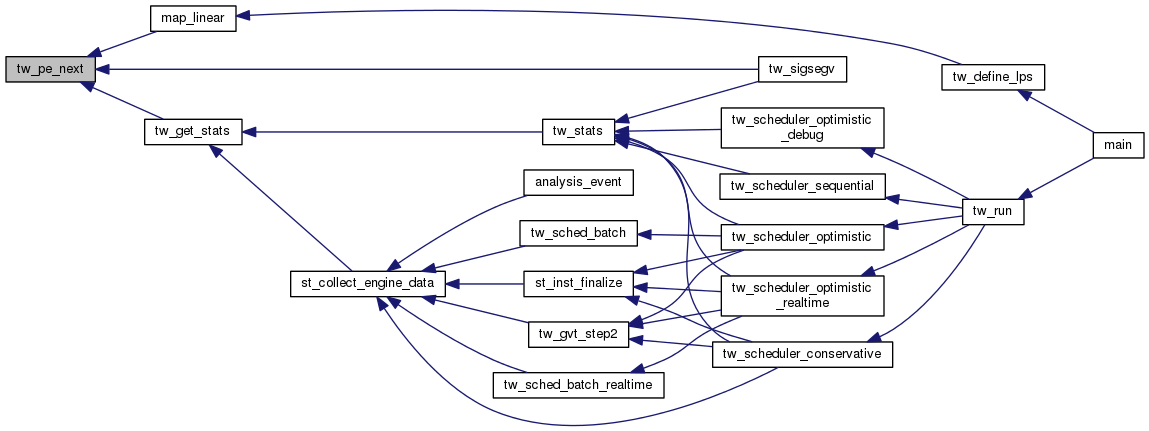 map_linear
tw_pe_next
tw_sigsegv
tw_define_lps
tw_get_stats
tw_stats
tw_scheduler_optimistic
_debug
main
analysis_event
tw_scheduler_sequential
tw_run
tw_sched_batch
tw_scheduler_optimistic
st_collect_engine_data
st_inst_finalize
tw_scheduler_optimistic
_realtime
tw_gvt_step2
tw_scheduler_conservative
tw_sched_batch_realtime